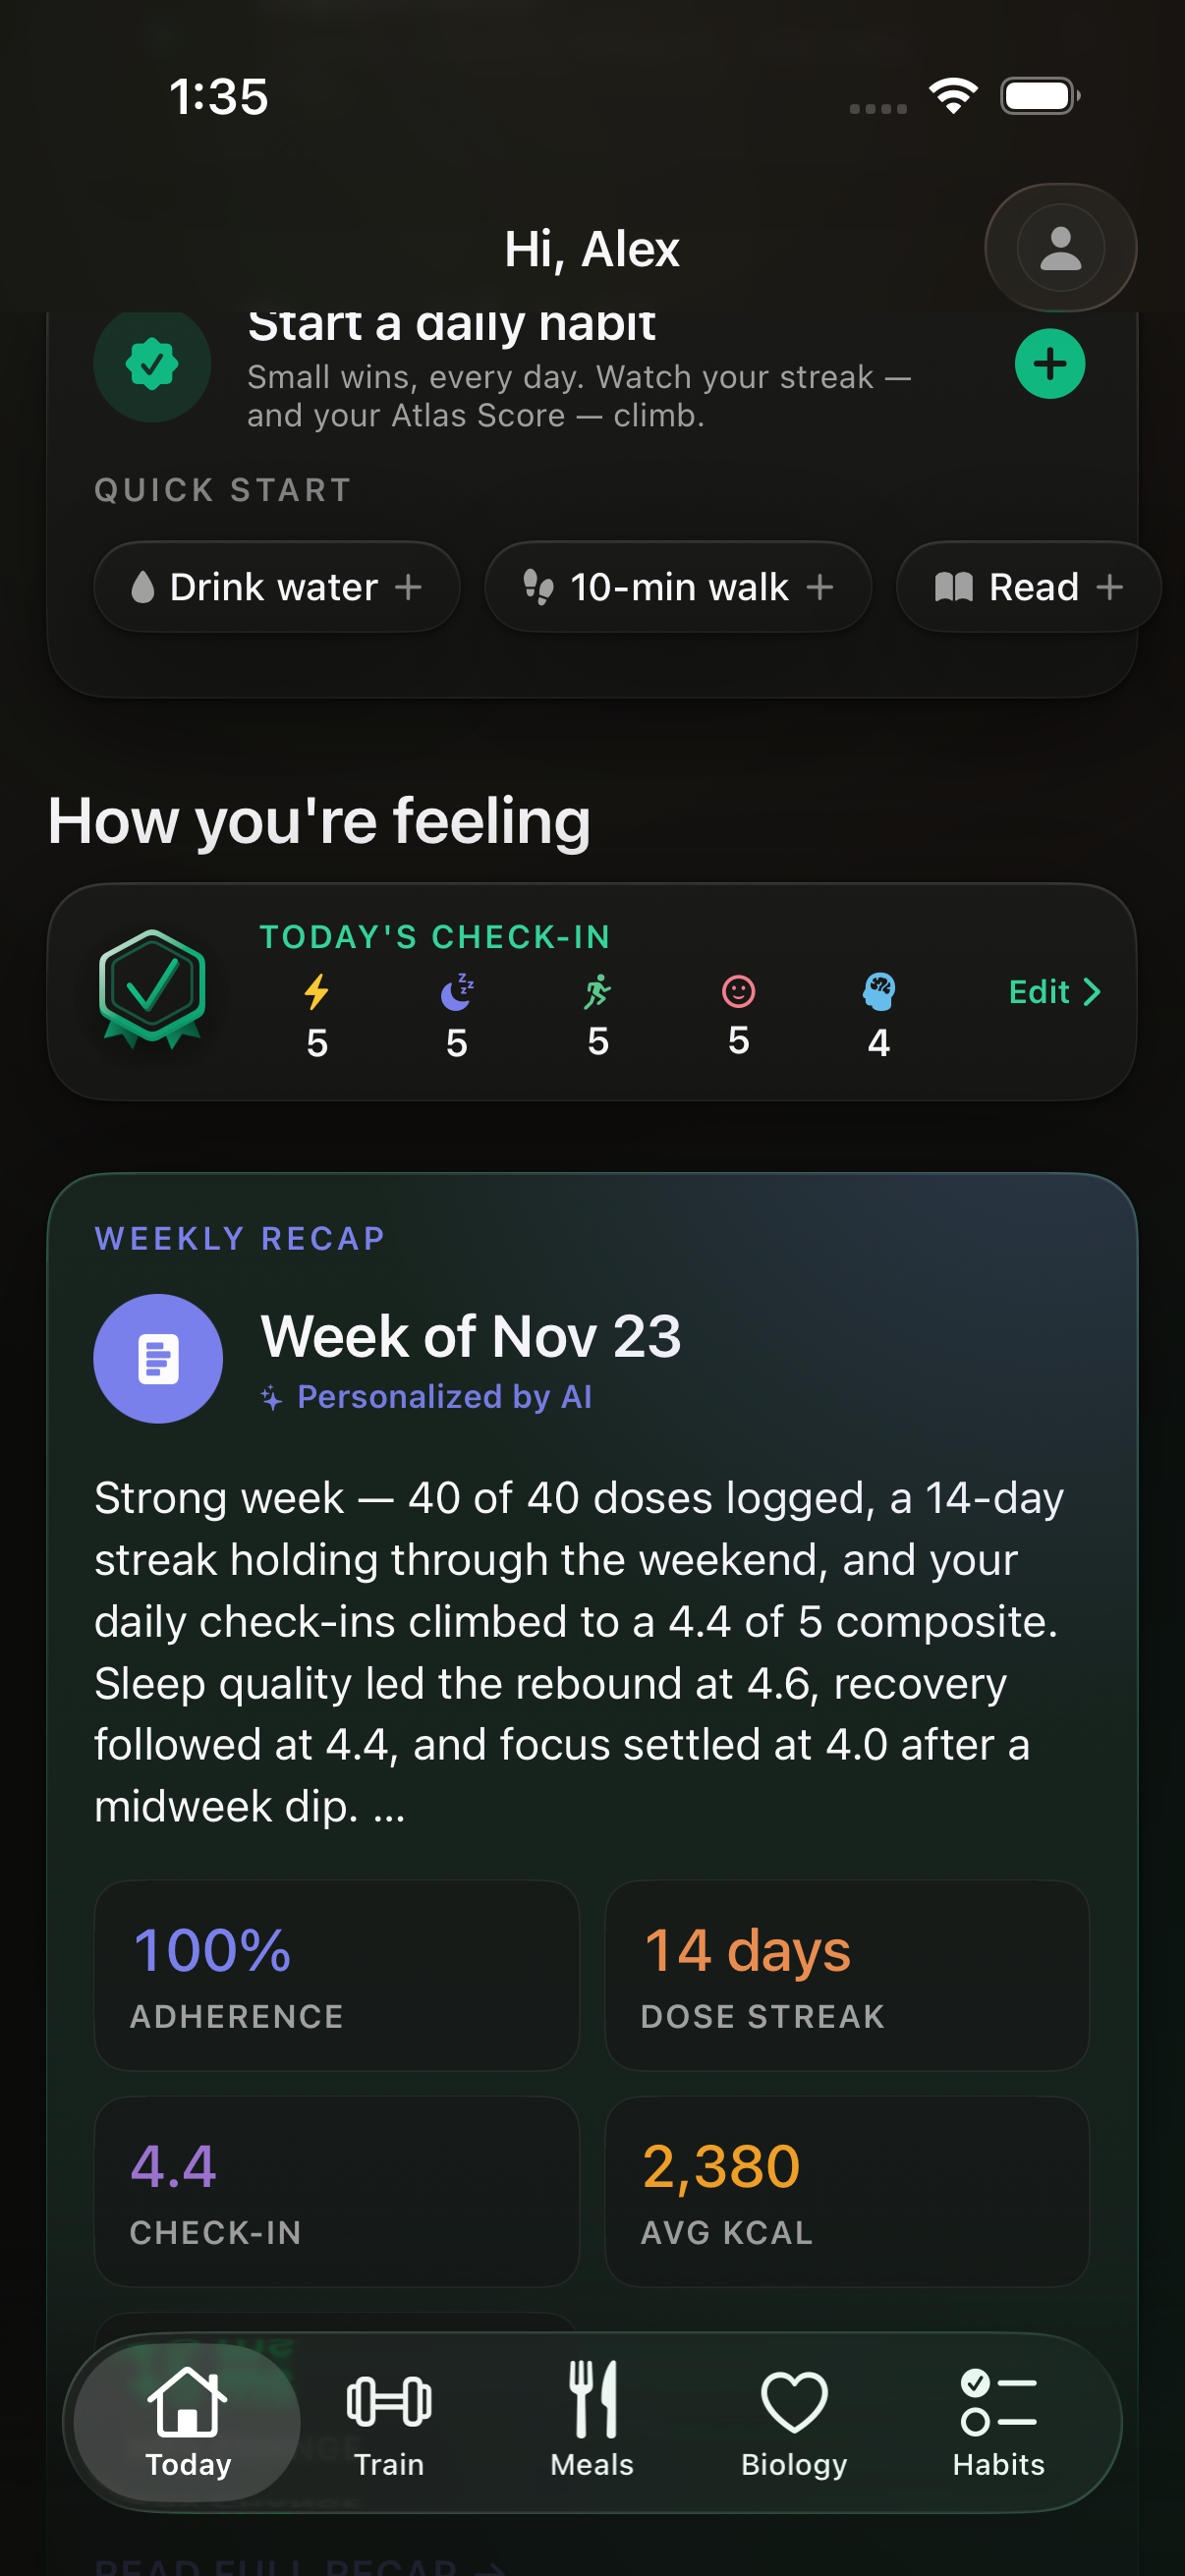 1:35
Hi, Alex
Start a daily habit
Small wins, every day. Watch your streak —
and your Atlas Score — climb.
QUICK START
Drink water +
10-min walk +
Read +
How you're feeling
TODAY'S CHECK-IN
5 5 5 5 4
Edit
WEEKLY RECAP
Week of Nov 23
Personalized by AI
Strong week — 40 of 40 doses logged, a 14-day
streak holding through the weekend, and your
daily check-ins climbed to a 4.4 of 5 composite.
Sleep quality led the rebound at 4.6, recovery
followed at 4.4, and focus settled at 4.0 after a
midweek dip. ...
100%
ADHERENCE
14 days
DOSE STREAK
4.4
CHECK-IN
2,380
AVG KCAL
Today
Train
Meals
Biology
Habits
READ FULL RECAP →